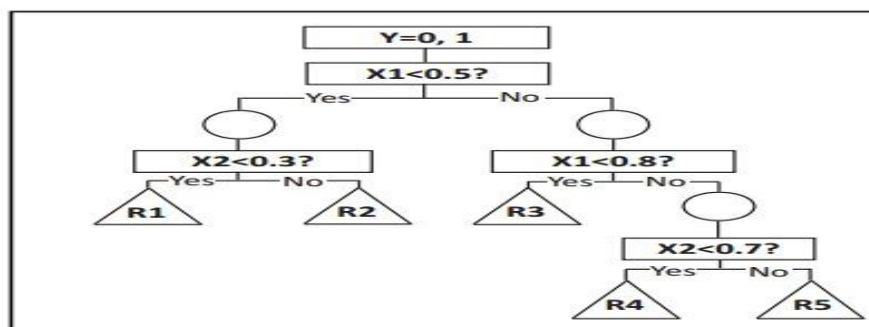 Y=0, 1
X1<0.5?
Yes No
X2<0.3? X1<0.8?
Yes No Yes No
R1 R2 R3
X2<0.7?
Yes No
R4 R5